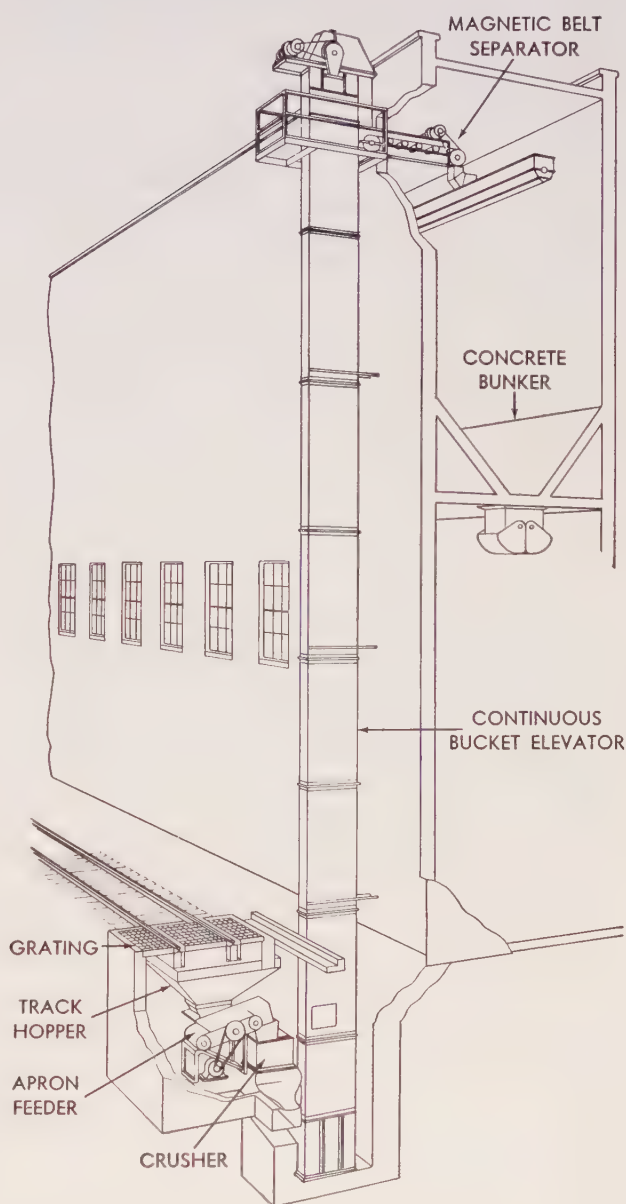 MAGNETIC BELT
SEPARATOR
CONCRETE
BUNKER
CONTINUOUS
BUCKET ELEVATOR
GRATING
TRACK
HOPPER
APRON
FEEDER
CRUSHER